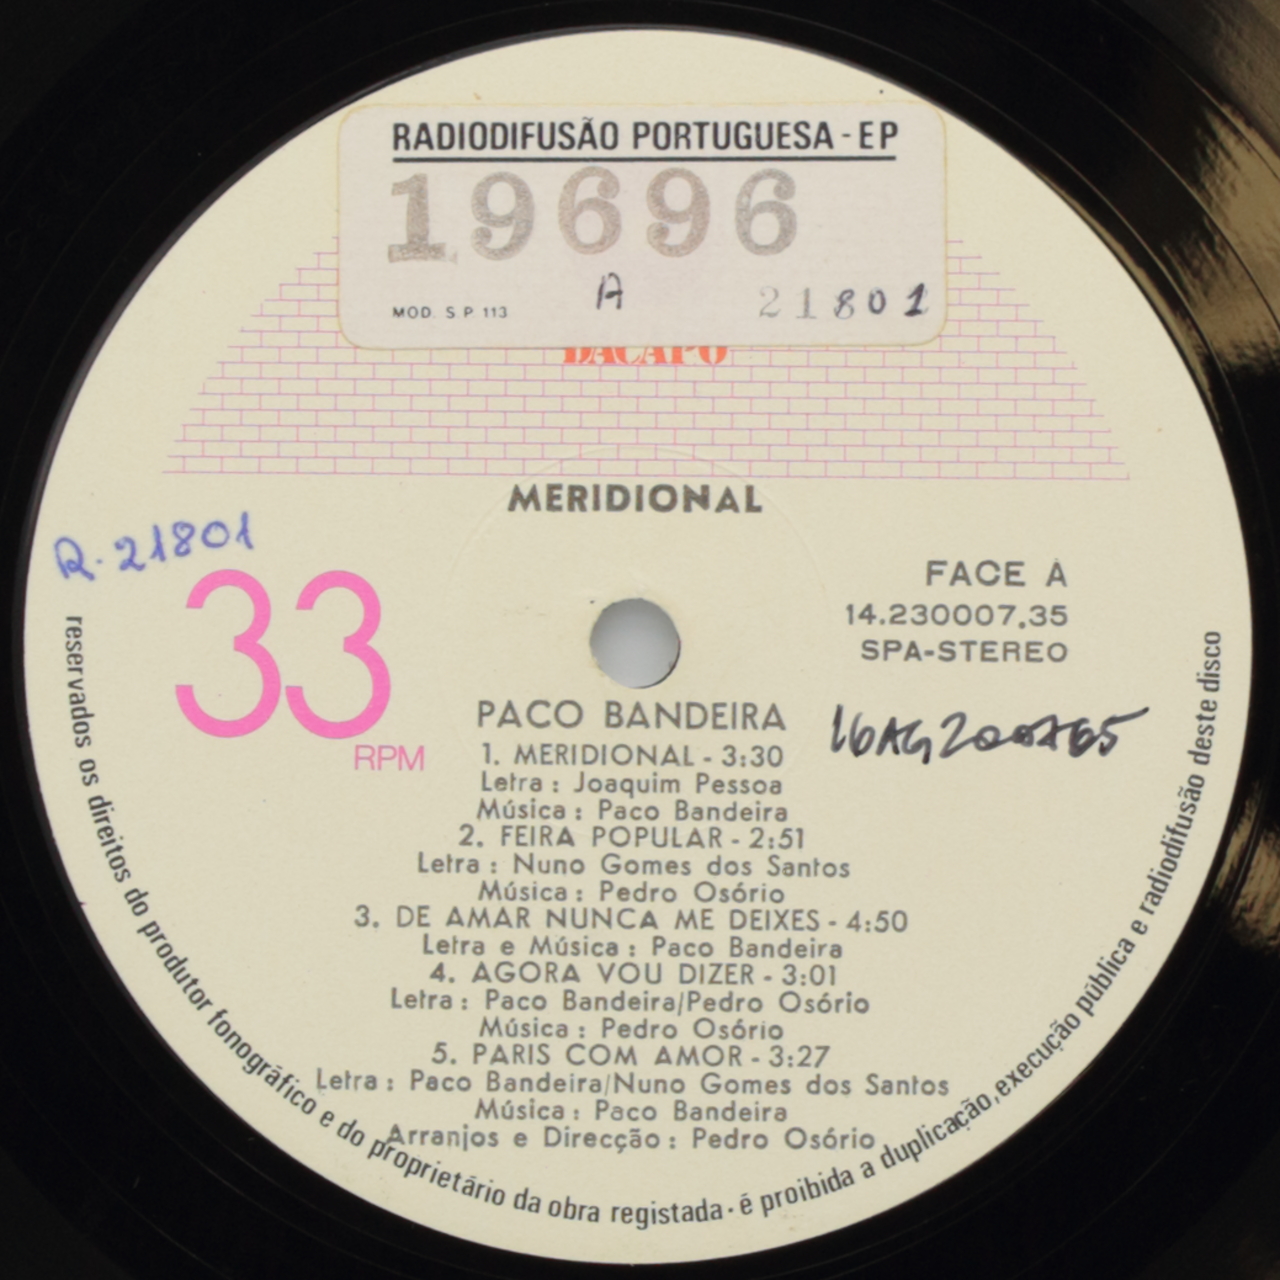 RADIODIFUSÃO PORTUGUESA - EP
19696
A
MOD. S P 113
21801
DACAPO
MERIDIONAL
R-21801
33
RPM
FACE A
14.230007.35
SPA-STEREO
PACO BANDEIRA
1. MERIDIONAL - 3:30
Letra : Joaquim Pessoa
Música : Paco Bandeira
2. FEIRA POPULAR - 2:51
Letra : Nuno Gomes dos Santos
Música : Pedro Osório
3. DE AMAR NUNCA ME DEIXES - 4:50
Letra e Música : Paco Bandeira
4. AGORA VOU DIZER - 3:01
Letra : Paco Bandeira/Pedro Osório
Música : Pedro Osório
5. PARIS COM AMOR - 3:27
Letra : Paco Bandeira/Nuno Gomes dos Santos
Música : Paco Bandeira
Arranjos e Direcção : Pedro Osório
reservados os direitos do produtor fonográfico e do proprietário da obra registada · é proibida a duplicação, execução pública e radiodifusão deste disco